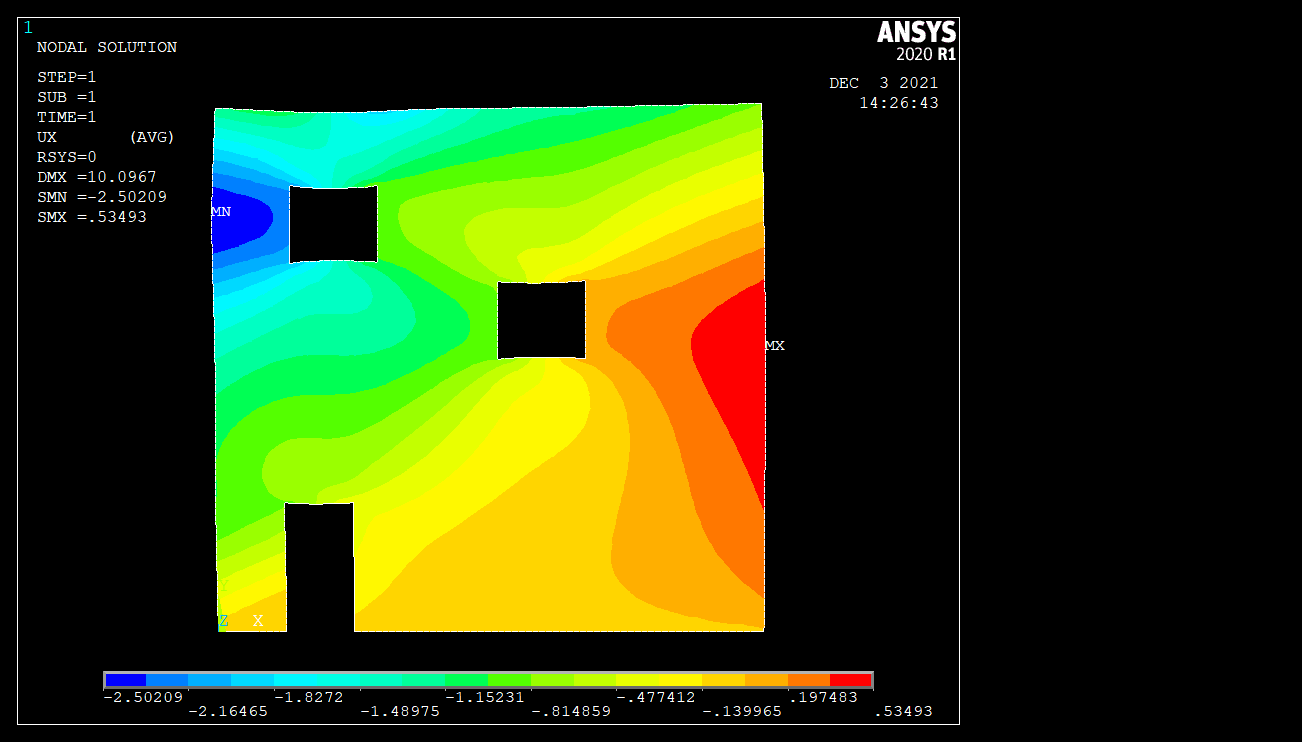 1
ANSYS
2020 R1
NODAL SOLUTION
STEP=1
SUB =1
TIME=1
UX (AVG)
RSYS=0
DMX =10.0967
SMN =-2.50209
SMX =.53493
DEC 3 2021
14:26:43
MN
MX
Y
Z X
-2.50209
-2.16465
-1.8272
-1.48975
-1.15231
-.814859
-.477412
-.139965
.197483
.53493